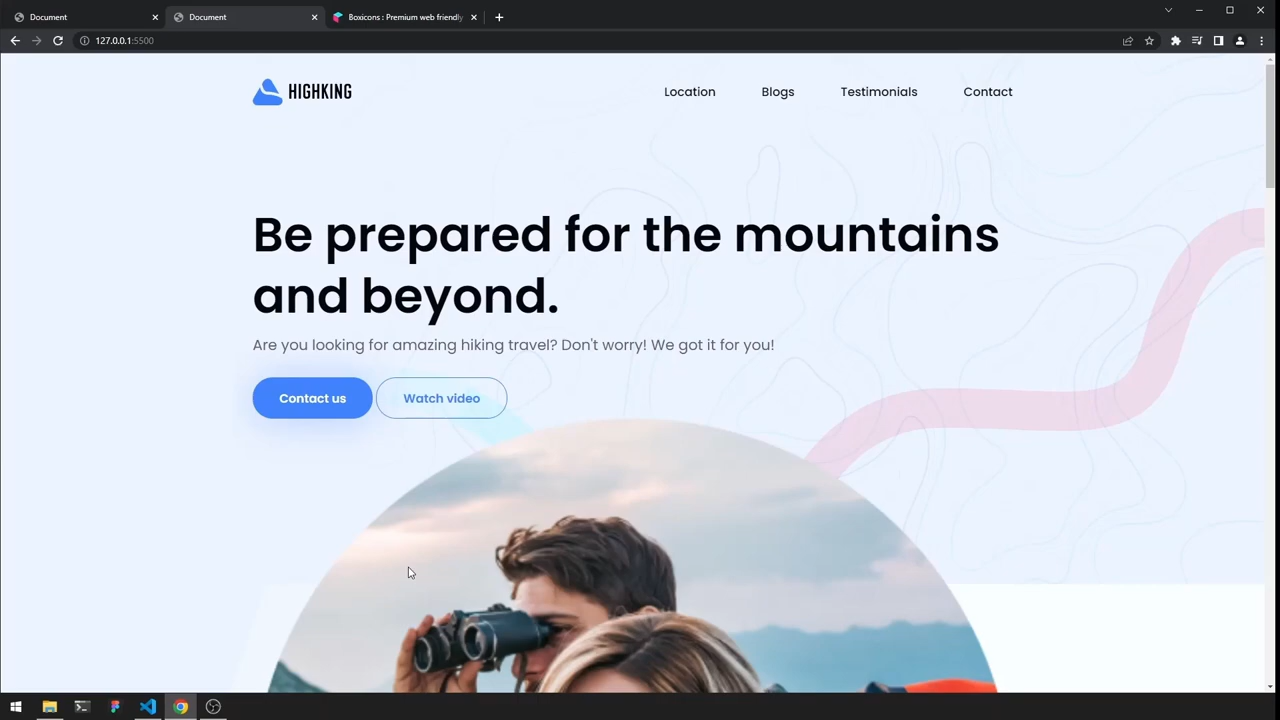 Document
Document
Boxicons : Premium web friendly
127.0.0.1:5500
HIGHKING
Location
Blogs
Testimonials
Contact
Be prepared for the mountains
and beyond.
Are you looking for amazing hiking travel? Don't worry! We got it for you!
Contact us
Watch video